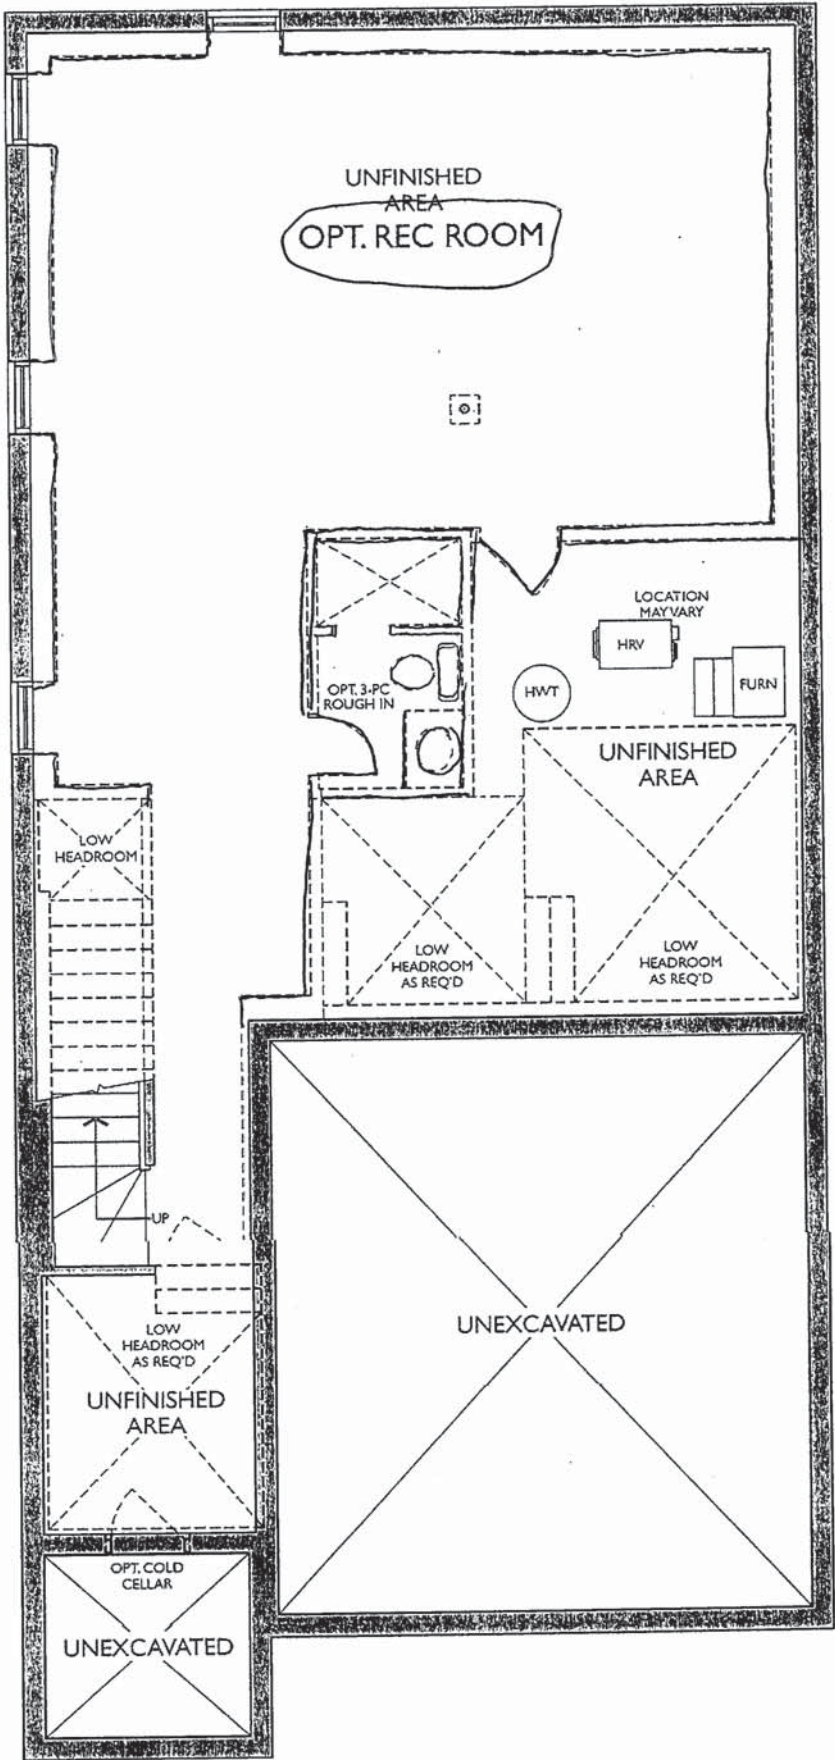 UNFINISHED
AREA
OPT. REC ROOM
LOCATION
MAY VARY
HRV
HWT
FURN
OPT. 3-PC
ROUGH IN
UNFINISHED
AREA
LOW
HEADROOM
LOW
HEADROOM
AS REQ'D
LOW
HEADROOM
AS REQ'D
UP
UNEXCAVATED
LOW
HEADROOM
AS REQ'D
UNFINISHED
AREA
OPT. COLD
CELLAR
UNEXCAVATED